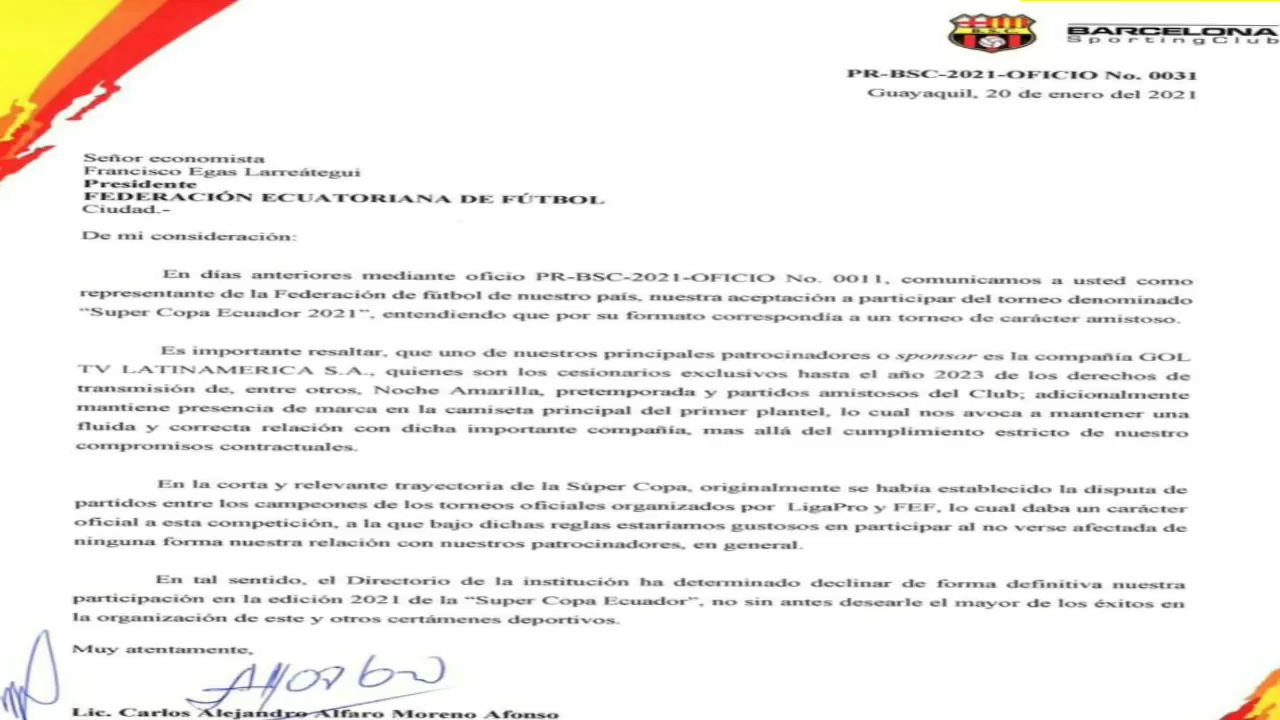 B.S.C.
BARCELONA
SportingClub
PR-BSC-2021-OFICIO No. 0031
Guayaquil, 20 de enero del 2021
Señor economista
Francisco Egas Larreátegui
Presidente
FEDERACIÓN ECUATORIANA DE FÚTBOL
Ciudad.-
De mi consideración:
En días anteriores mediante oficio PR-BSC-2021-OFICIO No. 0011, comunicamos a usted como
representante de la Federación de fútbol de nuestro país, nuestra aceptación a participar del torneo denominado
"Super Copa Ecuador 2021", entendiendo que por su formato correspondía a un torneo de carácter amistoso.
Es importante resaltar, que uno de nuestros principales patrocinadores o sponsor es la compañía GOL
TV LATINAMERICA S.A., quienes son los cesionarios exclusivos hasta el año 2023 de los derechos de
transmisión de, entre otros, Noche Amarilla, pretemporada y partidos amistosos del Club; adicionalmente
mantiene presencia de marca en la camiseta principal del primer plantel, lo cual nos avoca a mantener una
fluida y correcta relación con dicha importante compañía, mas allá del cumplimiento estricto de nuestro
compromisos contractuales.
En la corta y relevante trayectoria de la Súper Copa, originalmente se había establecido la disputa de
partidos entre los campeones de los torneos oficiales organizados por LigaPro y FEF, lo cual daba un carácter
oficial a esta competición, a la que bajo dichas reglas estaríamos gustosos en participar al no verse afectada de
ninguna forma nuestra relación con nuestros patrocinadores, en general.
En tal sentido, el Directorio de la institución ha determinado declinar de forma definitiva nuestra
participación en la edición 2021 de la "Super Copa Ecuador", no sin antes desearle el mayor de los éxitos en
la organización de este y otros certámenes deportivos.
Muy atentamente,
Lic. Carlos Alejandro Alfaro Moreno Afonso